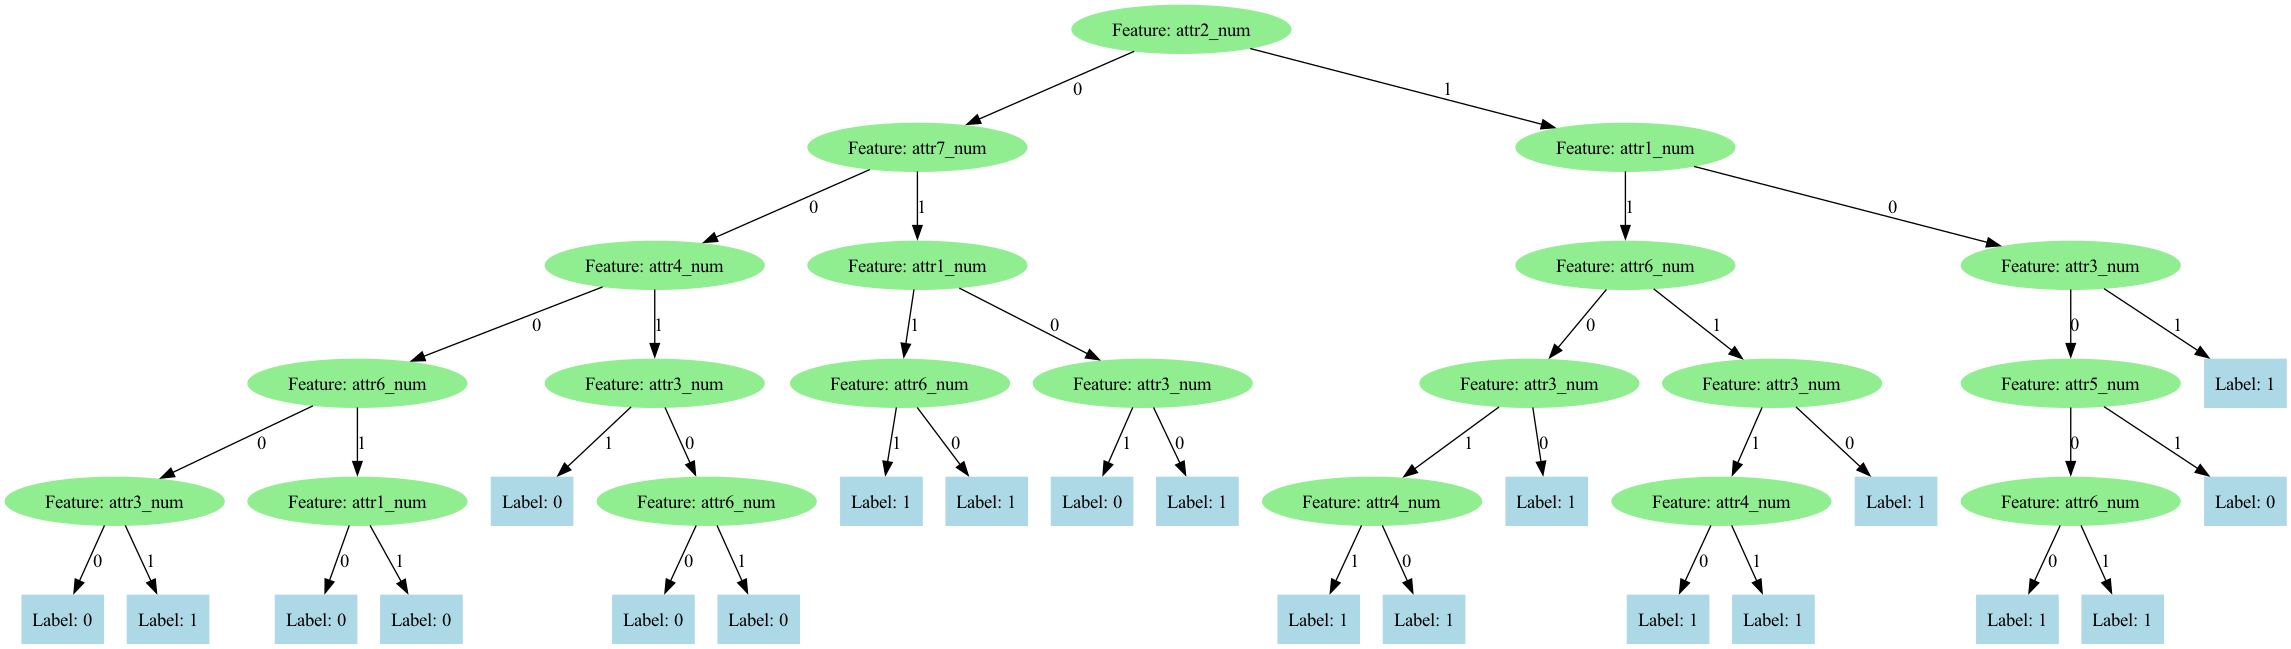 Feature: attr2_num
0
1
Feature: attr7_num
Feature: attr1_num
0
1
1
0
Feature: attr4_num
Feature: attr1_num
Feature: attr6_num
Feature: attr3_num
0
1
1
0
0
1
0
1
Feature: attr6_num
Feature: attr3_num
Feature: attr6_num
Feature: attr3_num
Feature: attr3_num
Feature: attr3_num
Feature: attr5_num
Label: 1
0
1
1
0
1
0
1
0
1
0
1
0
0
1
Feature: attr3_num
Feature: attr1_num
Label: 0
Feature: attr6_num
Label: 1
Label: 1
Label: 0
Label: 1
Feature: attr4_num
Label: 1
Feature: attr4_num
Label: 1
Feature: attr6_num
Label: 0
0
1
0
1
0
1
1
0
0
1
0
1
Label: 0
Label: 1
Label: 0
Label: 0
Label: 0
Label: 0
Label: 1
Label: 1
Label: 1
Label: 1
Label: 1
Label: 1